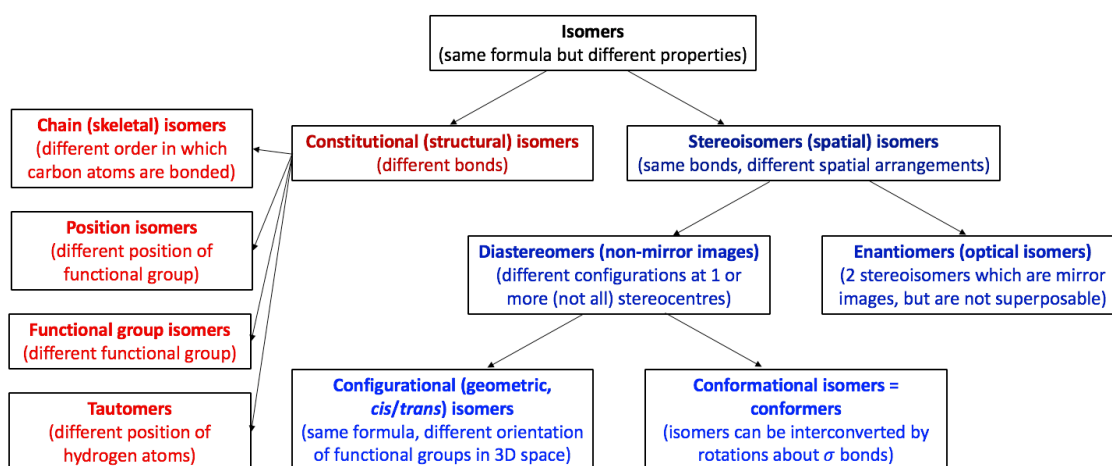 Isomers
(same formula but different properties)
Chain (skeletal) isomers
(different order in which
carbon atoms are bonded)
Constitutional (structural) isomers
(different bonds)
Stereoisomers (spatial) isomers
(same bonds, different spatial arrangements)
Position isomers
(different position of
functional group)
Diastereomers (non-mirror images)
(different configurations at 1 or
more (not all) stereocentres)
Enantiomers (optical isomers)
(2 stereoisomers which are mirror
images, but are not superposable)
Functional group isomers
(different functional group)
Tautomers
(different position of
hydrogen atoms)
Configurational (geometric,
cis/trans) isomers
(same formula, different orientation
of functional groups in 3D space)
Conformational isomers =
conformers
(isomers can be interconverted by
rotations about σ bonds)